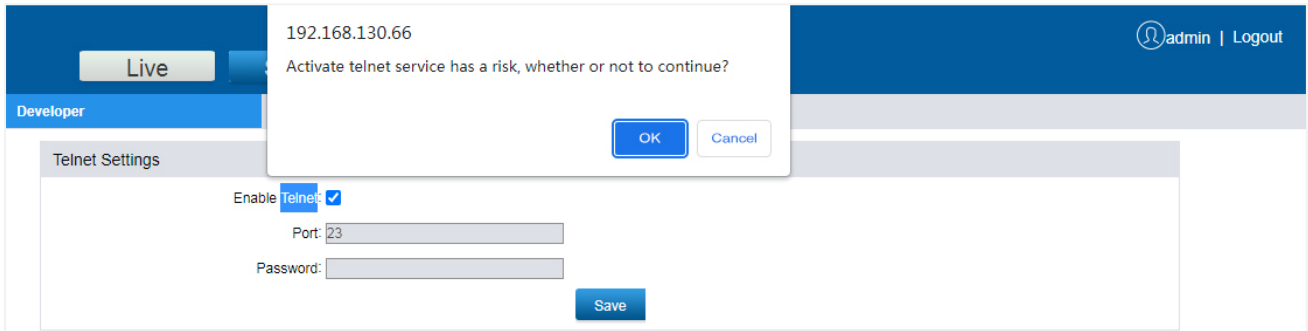 192.168.130.66
Activate telnet service has a risk, whether or not to continue?
OK Cancel
admin | Logout
Live
Developer
Telnet Settings
Enable Telnet:
Port: 23
Password:
Save